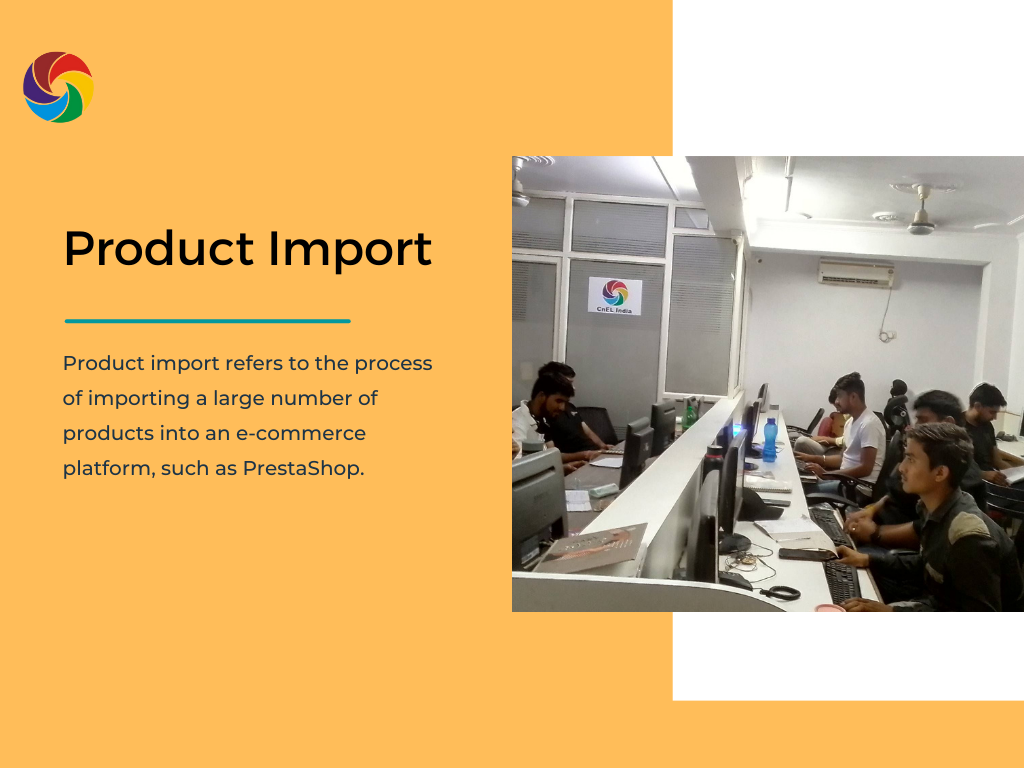 Product Import
Product import refers to the process
of importing a large number of
products into an e-commerce
platform, such as PrestaShop.
CnEL India